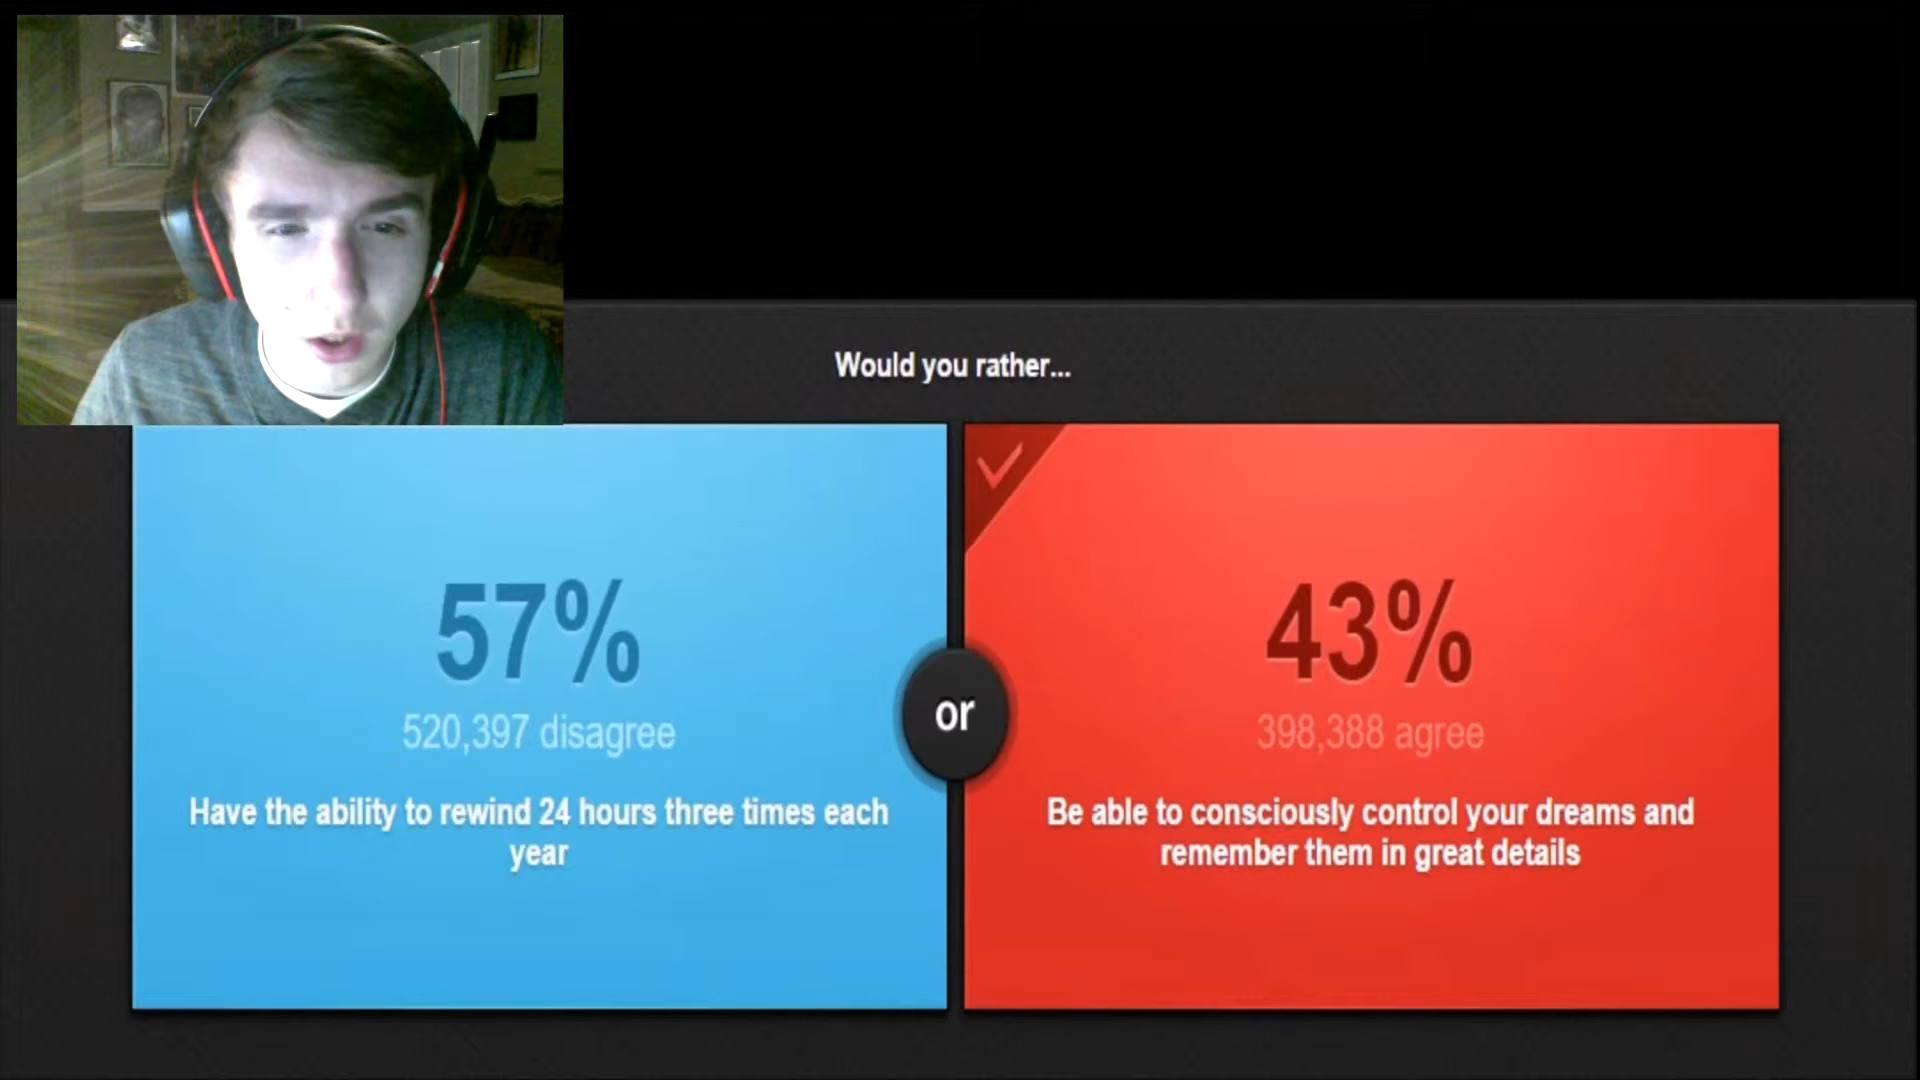 Would you rather...
57%
520,397 disagree
Have the ability to rewind 24 hours three times each
year
or
43%
398,388 agree
Be able to consciously control your dreams and
remember them in great details